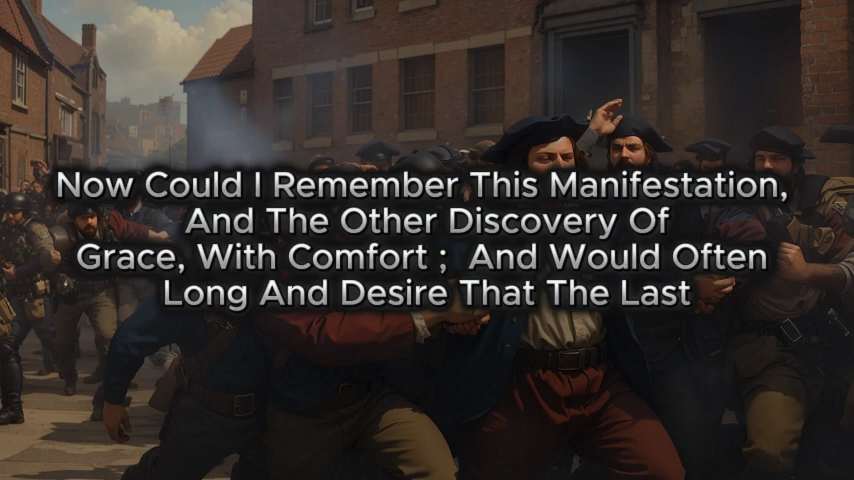 Now Could I Remember This Manifestation,
And The Other Discovery Of
Grace, With Comfort ;  And Would Often
Long And Desire That The Last